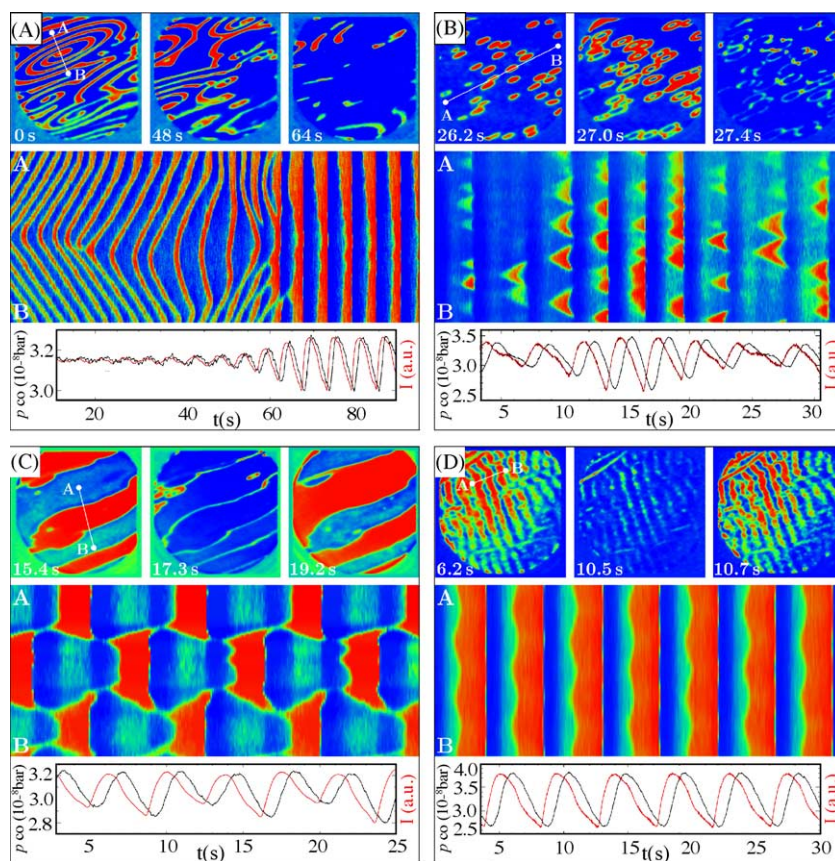 (A)
A
B
0 s
48 s
64 s
A
B
p co (10⁻⁸bar)
3.2
3.0
I (a.u.)
20
40
60
80
t(s)
(B)
A
B
26.2 s
27.0 s
27.4 s
A
B
p co (10⁻⁸bar)
3.5
3.0
2.5
I (a.u.)
5
10
15
20
25
30
t(s)
(C)
A
B
15.4 s
17.3 s
19.2 s
A
B
p co (10⁻⁸bar)
3.2
3.0
2.8
I (a.u.)
5
10
15
20
25
t(s)
(D)
A
B
6.2 s
10.5 s
10.7 s
A
B
p co (10⁻⁸bar)
4.0
3.5
3.0
2.5
I (a.u.)
5
10
15
20
25
30
t(s)